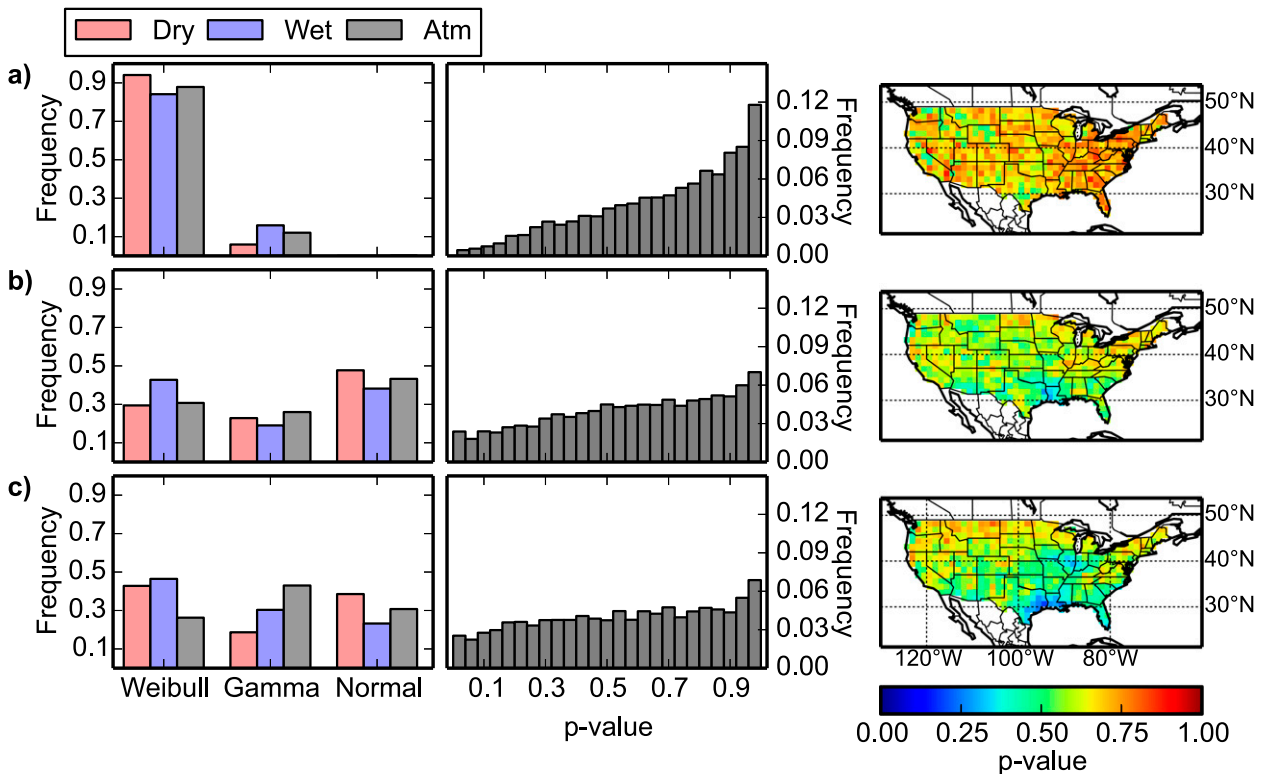 Dry Wet Atm
a)
Frequency
0.9
0.7
0.5
0.3
0.1
0.12
0.09
0.06
0.03
0.00
Frequency
50°N
40°N
30°N
b)
Frequency
0.9
0.7
0.5
0.3
0.1
0.12
0.09
0.06
0.03
0.00
Frequency
50°N
40°N
30°N
c)
Frequency
0.9
0.7
0.5
0.3
0.1
Weibull Gamma Normal
0.12
0.09
0.06
0.03
0.00
Frequency
0.1 0.3 0.5 0.7 0.9
p-value
50°N
40°N
30°N
120°W 100°W 80°W
0.00 0.25 0.50 0.75 1.00
p-value